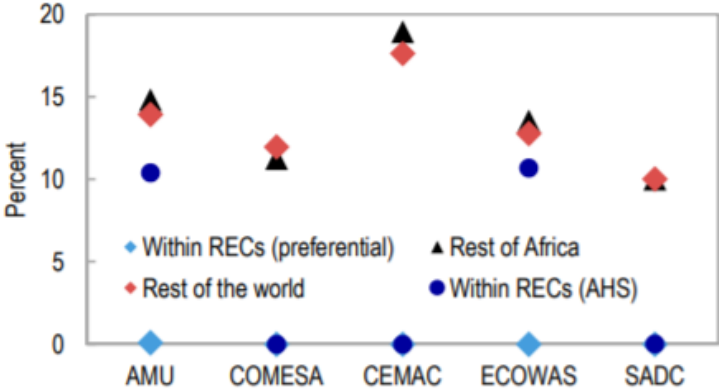 20
15
10
5
0
Percent
Within RECs (preferential)
Rest of Africa
Rest of the world
Within RECs (AHS)
AMU
COMESA
CEMAC
ECOWAS
SADC